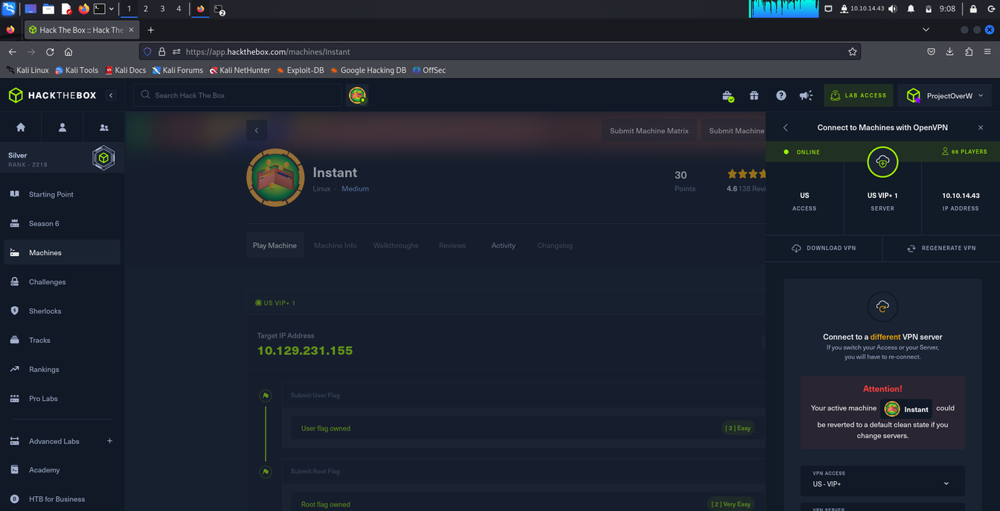 1 2 3 4 2 10.10.14.43 9:08
Hack The Box :: Hack The
https://app.hackthebox.com/machines/Instant
Kali Linux Kali Tools Kali Docs Kali Forums Kali NetHunter Exploit-DB Google Hacking DB OffSec
HACKTHEBOX Search Hack The Box LAB ACCESS ProjectOverW
Silver
RANK - 2218
Starting Point
Season 6
Machines
Challenges
Sherlocks
Tracks
Rankings
Pro Labs
Advanced Labs
Academy
HTB for Business
Submit Machine Matrix Submit Machine
Instant
Linux · Medium
30
Points
4.6 138 Revi
Play Machine Machine Info Walkthroughs Reviews Activity Changelog
US VIP+ 1
Target IP Address
10.129.231.155
Submit User Flag
User flag owned [ 3 ] Easy
Submit Root Flag
Root flag owned [ 2 ] Very Easy
Connect to Machines with OpenVPN
ONLINE 66 PLAYERS
US US VIP+ 1 10.10.14.43
ACCESS SERVER IP ADDRESS
DOWNLOAD VPN REGENERATE VPN
Connect to a different VPN server
If you switch your Access or your Server,
you will have to re-connect.
Attention!
Your active machine Instant could
be reverted to a default clean state if you
change servers.
VPN ACCESS
US - VIP+
VPN SERVER